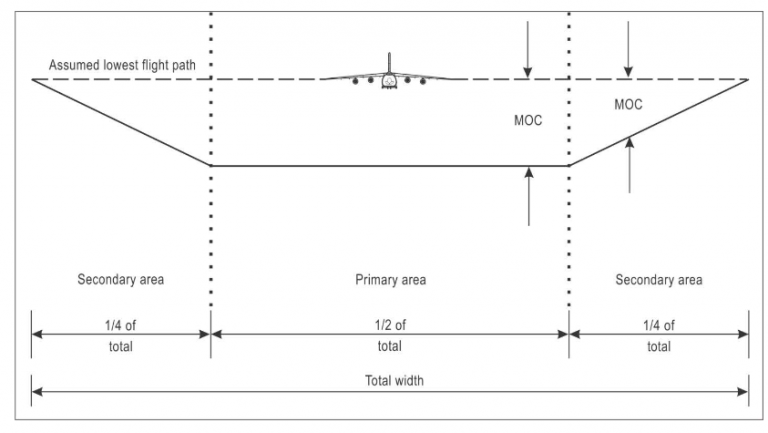 Assumed lowest flight path
MOC
MOC
Secondary area
Primary area
Secondary area
1/4 of
total
1/2 of
total
1/4 of
total
Total width